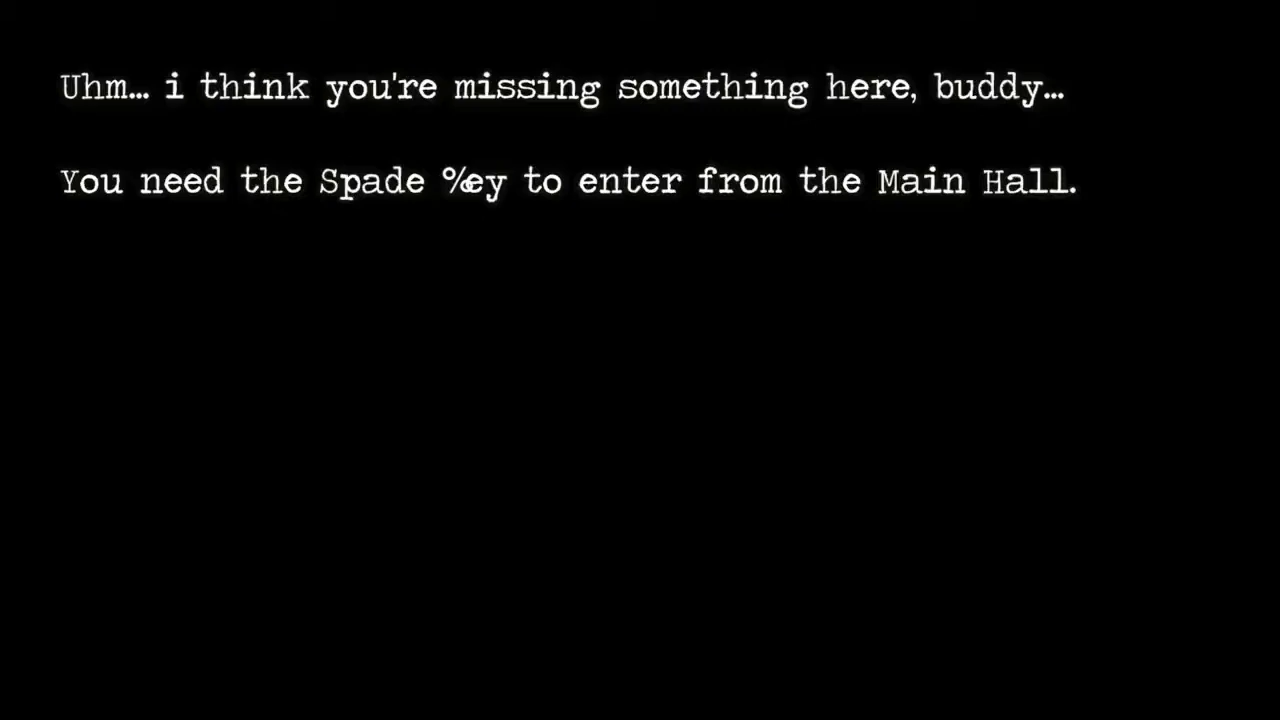 Uhm... i think you're missing something here, buddy...
You need the Spade %ey to enter from the Main Hall.